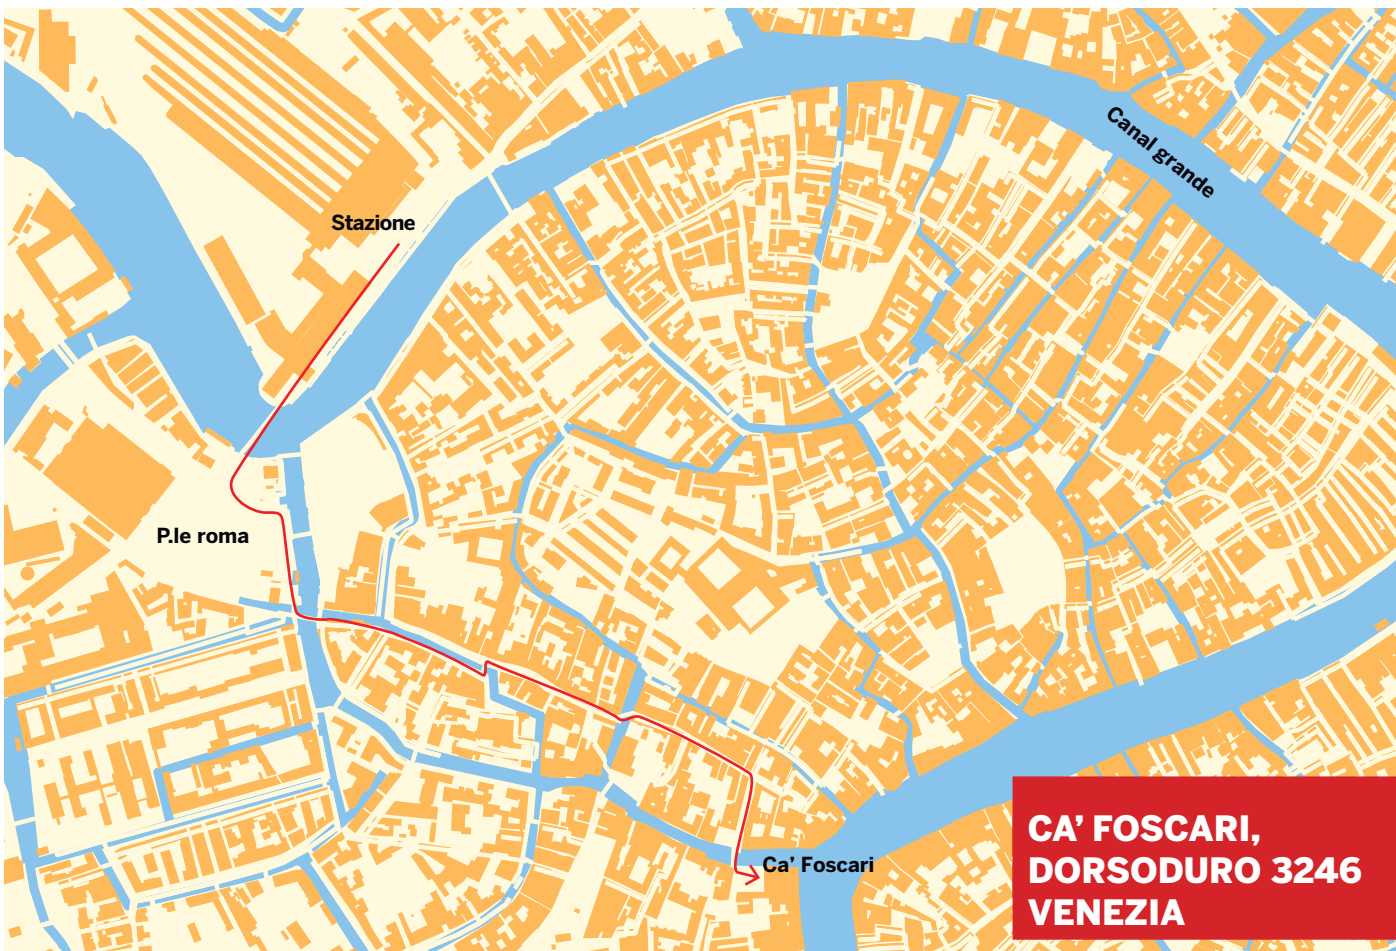 Canal grande
Stazione
P.le roma
Ca’ Foscari
CA’ FOSCARI,
DORSODURO 3246
VENEZIA